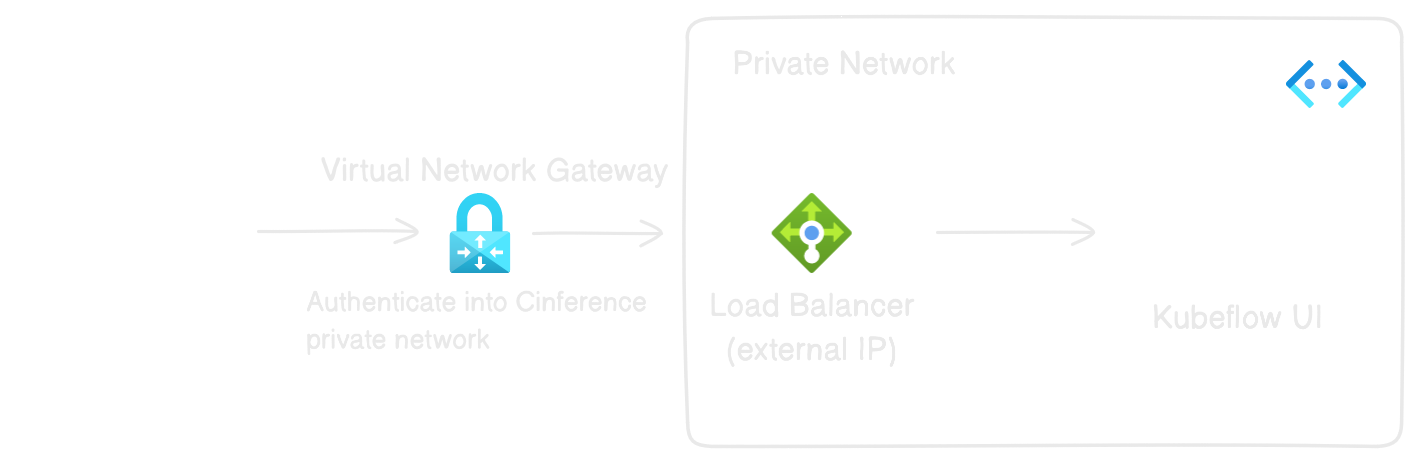 Private Network
Virtual Network Gateway
Authenticate into Cinference
private network
Load Balancer
(external IP)
Kubeflow UI